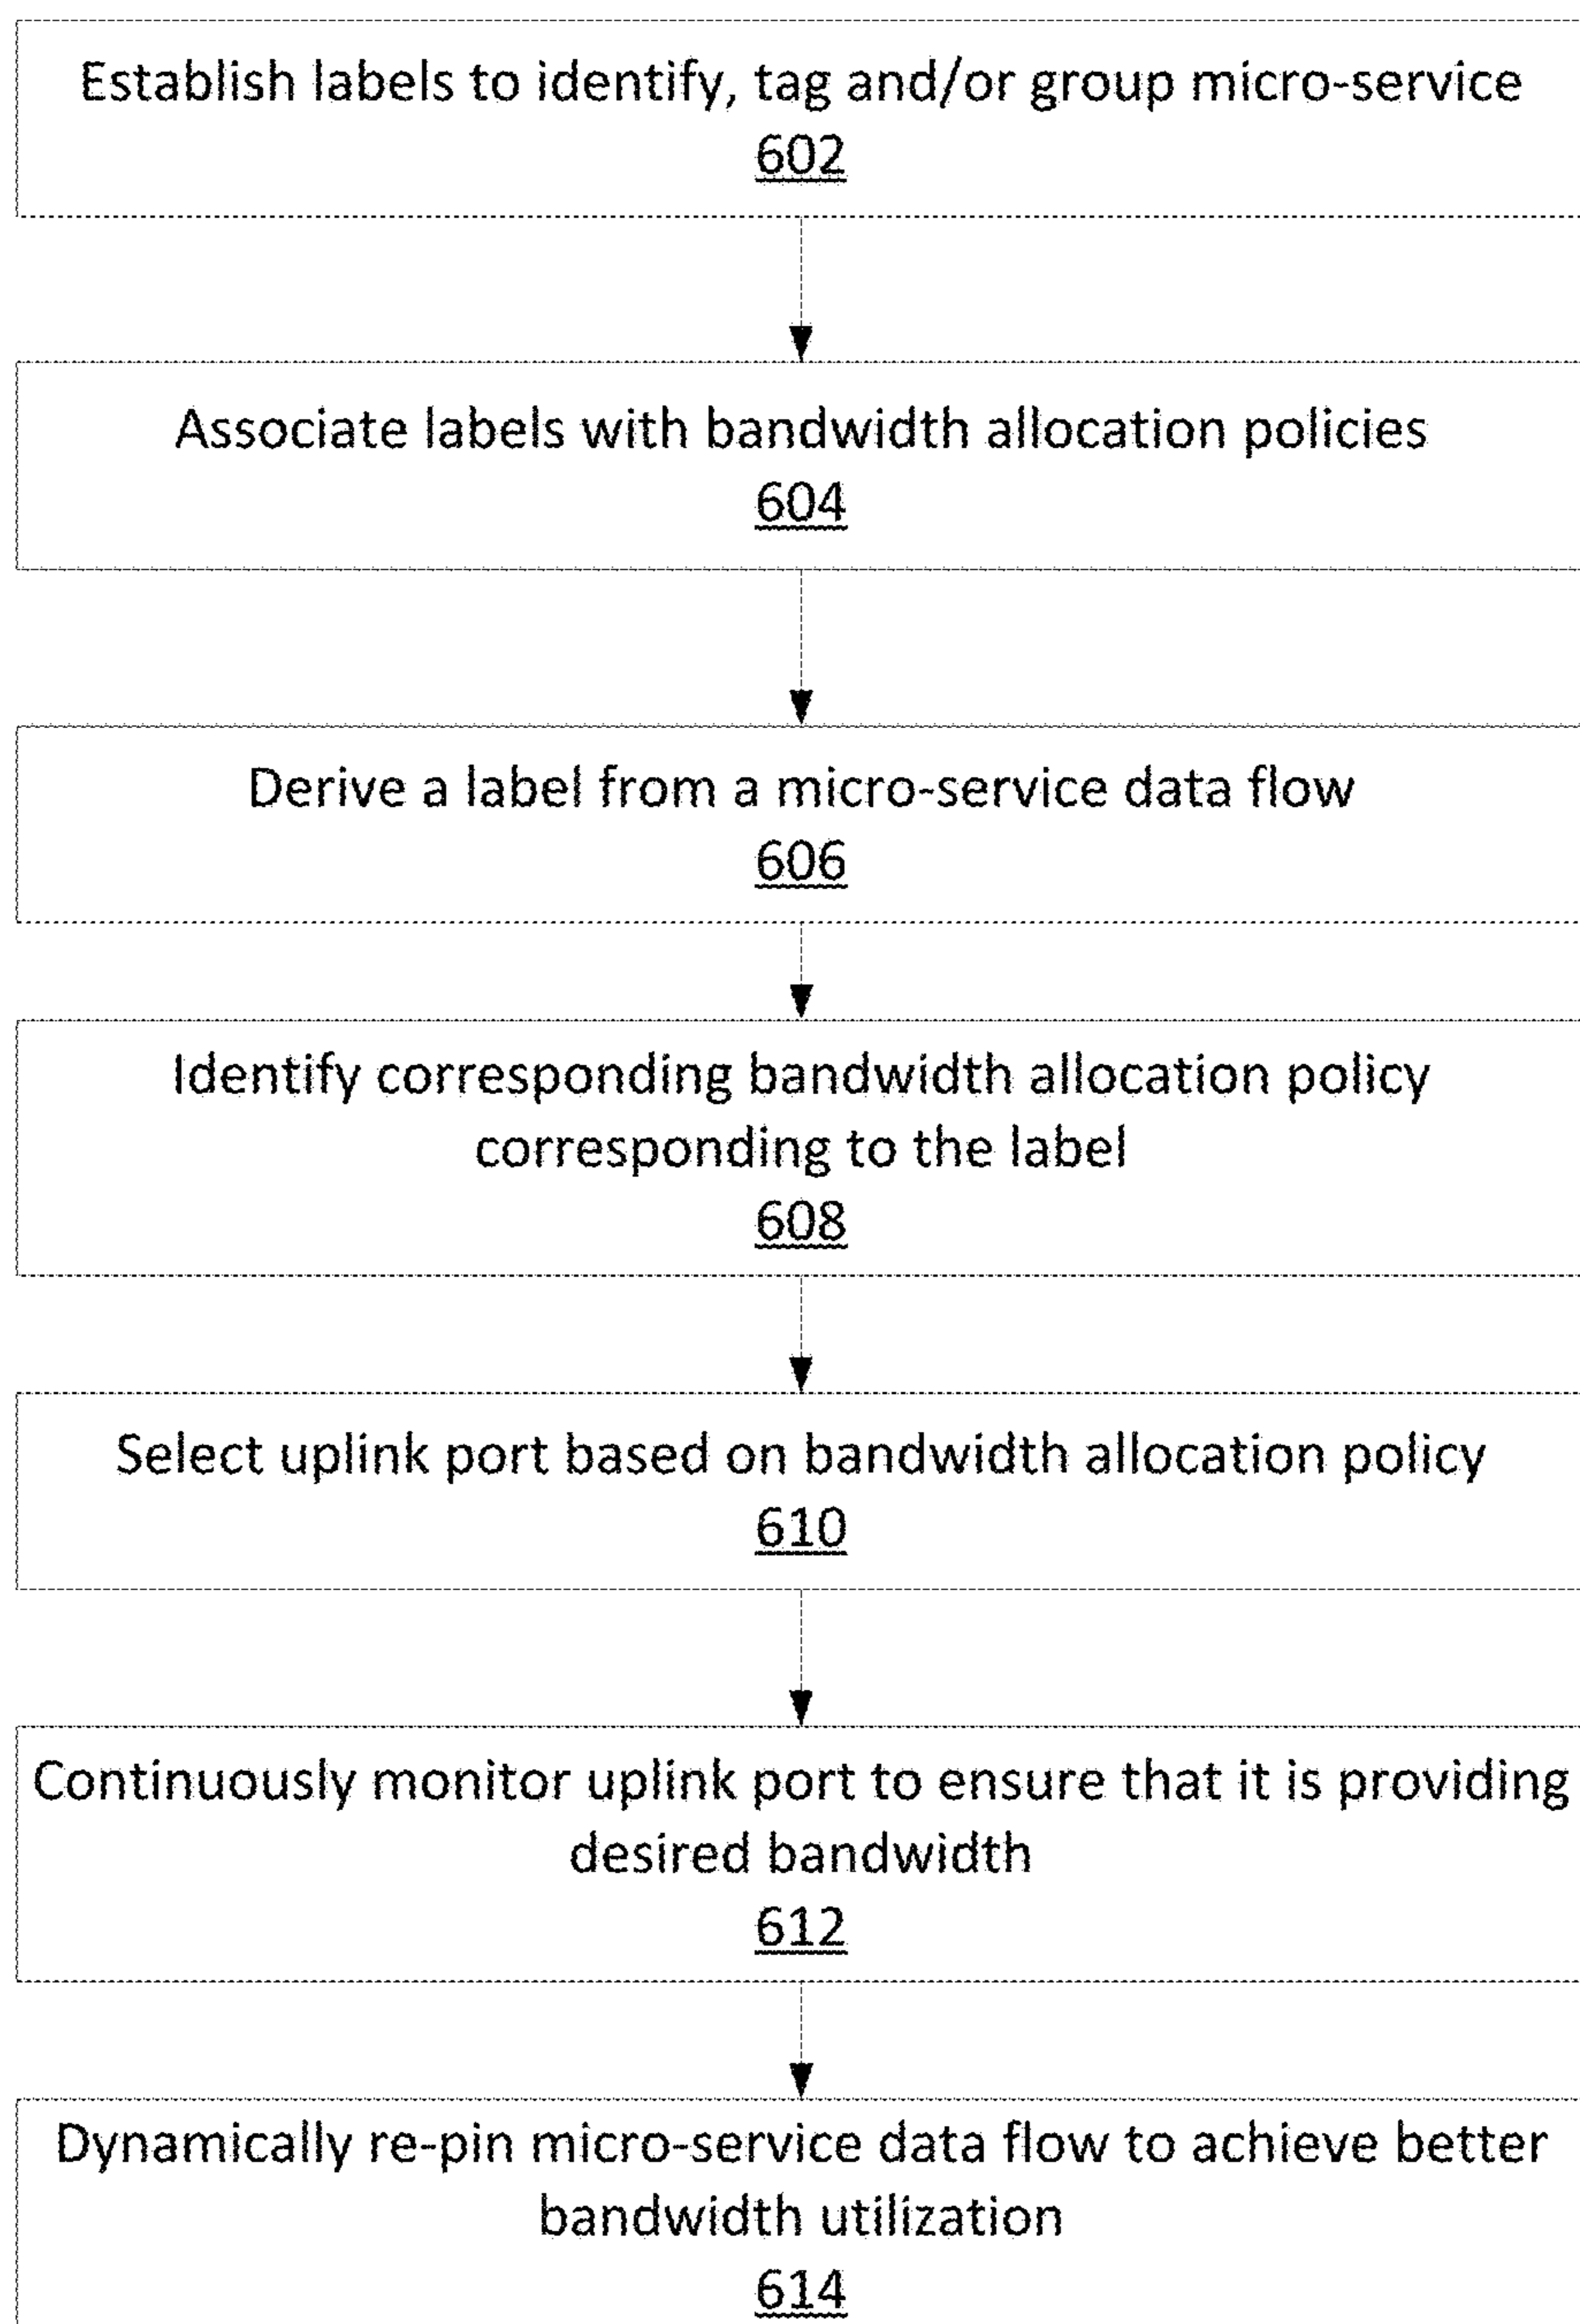 Establish labels to identify, tag and/or group micro-service
602
Associate labels with bandwidth allocation policies
604
Derive a label from a micro-service data flow
606
Identify corresponding bandwidth allocation policy
corresponding to the label
608
Select uplink port based on bandwidth allocation policy
610
Continuously monitor uplink port to ensure that it is providing
desired bandwidth
612
Dynamically re-pin micro-service data flow to achieve better
bandwidth utilization
614